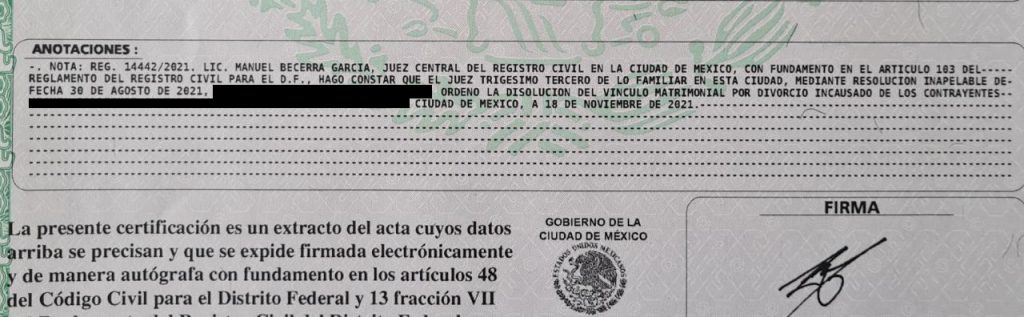 ANOTACIONES :
-. NOTA: REG. 14442/2021. LIC. MANUEL BECERRA GARCIA, JUEZ CENTRAL DEL REGISTRO CIVIL EN LA CIUDAD DE MEXICO, CON FUNDAMENTO EN EL ARTICULO 103 DEL-----
REGLAMENTO DEL REGISTRO CIVIL PARA EL D.F., HAGO CONSTAR QUE EL JUEZ TRIGESIMO TERCERO DE LO FAMILIAR EN ESTA CIUDAD, MEDIANTE RESOLUCION INAPELABLE DE-
FECHA 30 DE AGOSTO DE 2021, ORDENO LA DISOLUCION DEL VINCULO MATRIMONIAL POR DIVORCIO INCAUSADO DE LOS CONTRAYENTES--
CIUDAD DE MEXICO, A 18 DE NOVIEMBRE DE 2021.-
La presente certificación es un extracto del acta cuyos datos
arriba se precisan y que se expide firmada electrónicamente
y de manera autógrafa con fundamento en los artículos 48
del Código Civil para el Distrito Federal y 13 fracción VII
GOBIERNO DE LA
CIUDAD DE MÉXICO
ESTADOS UNIDOS MEXICANOS
FIRMA